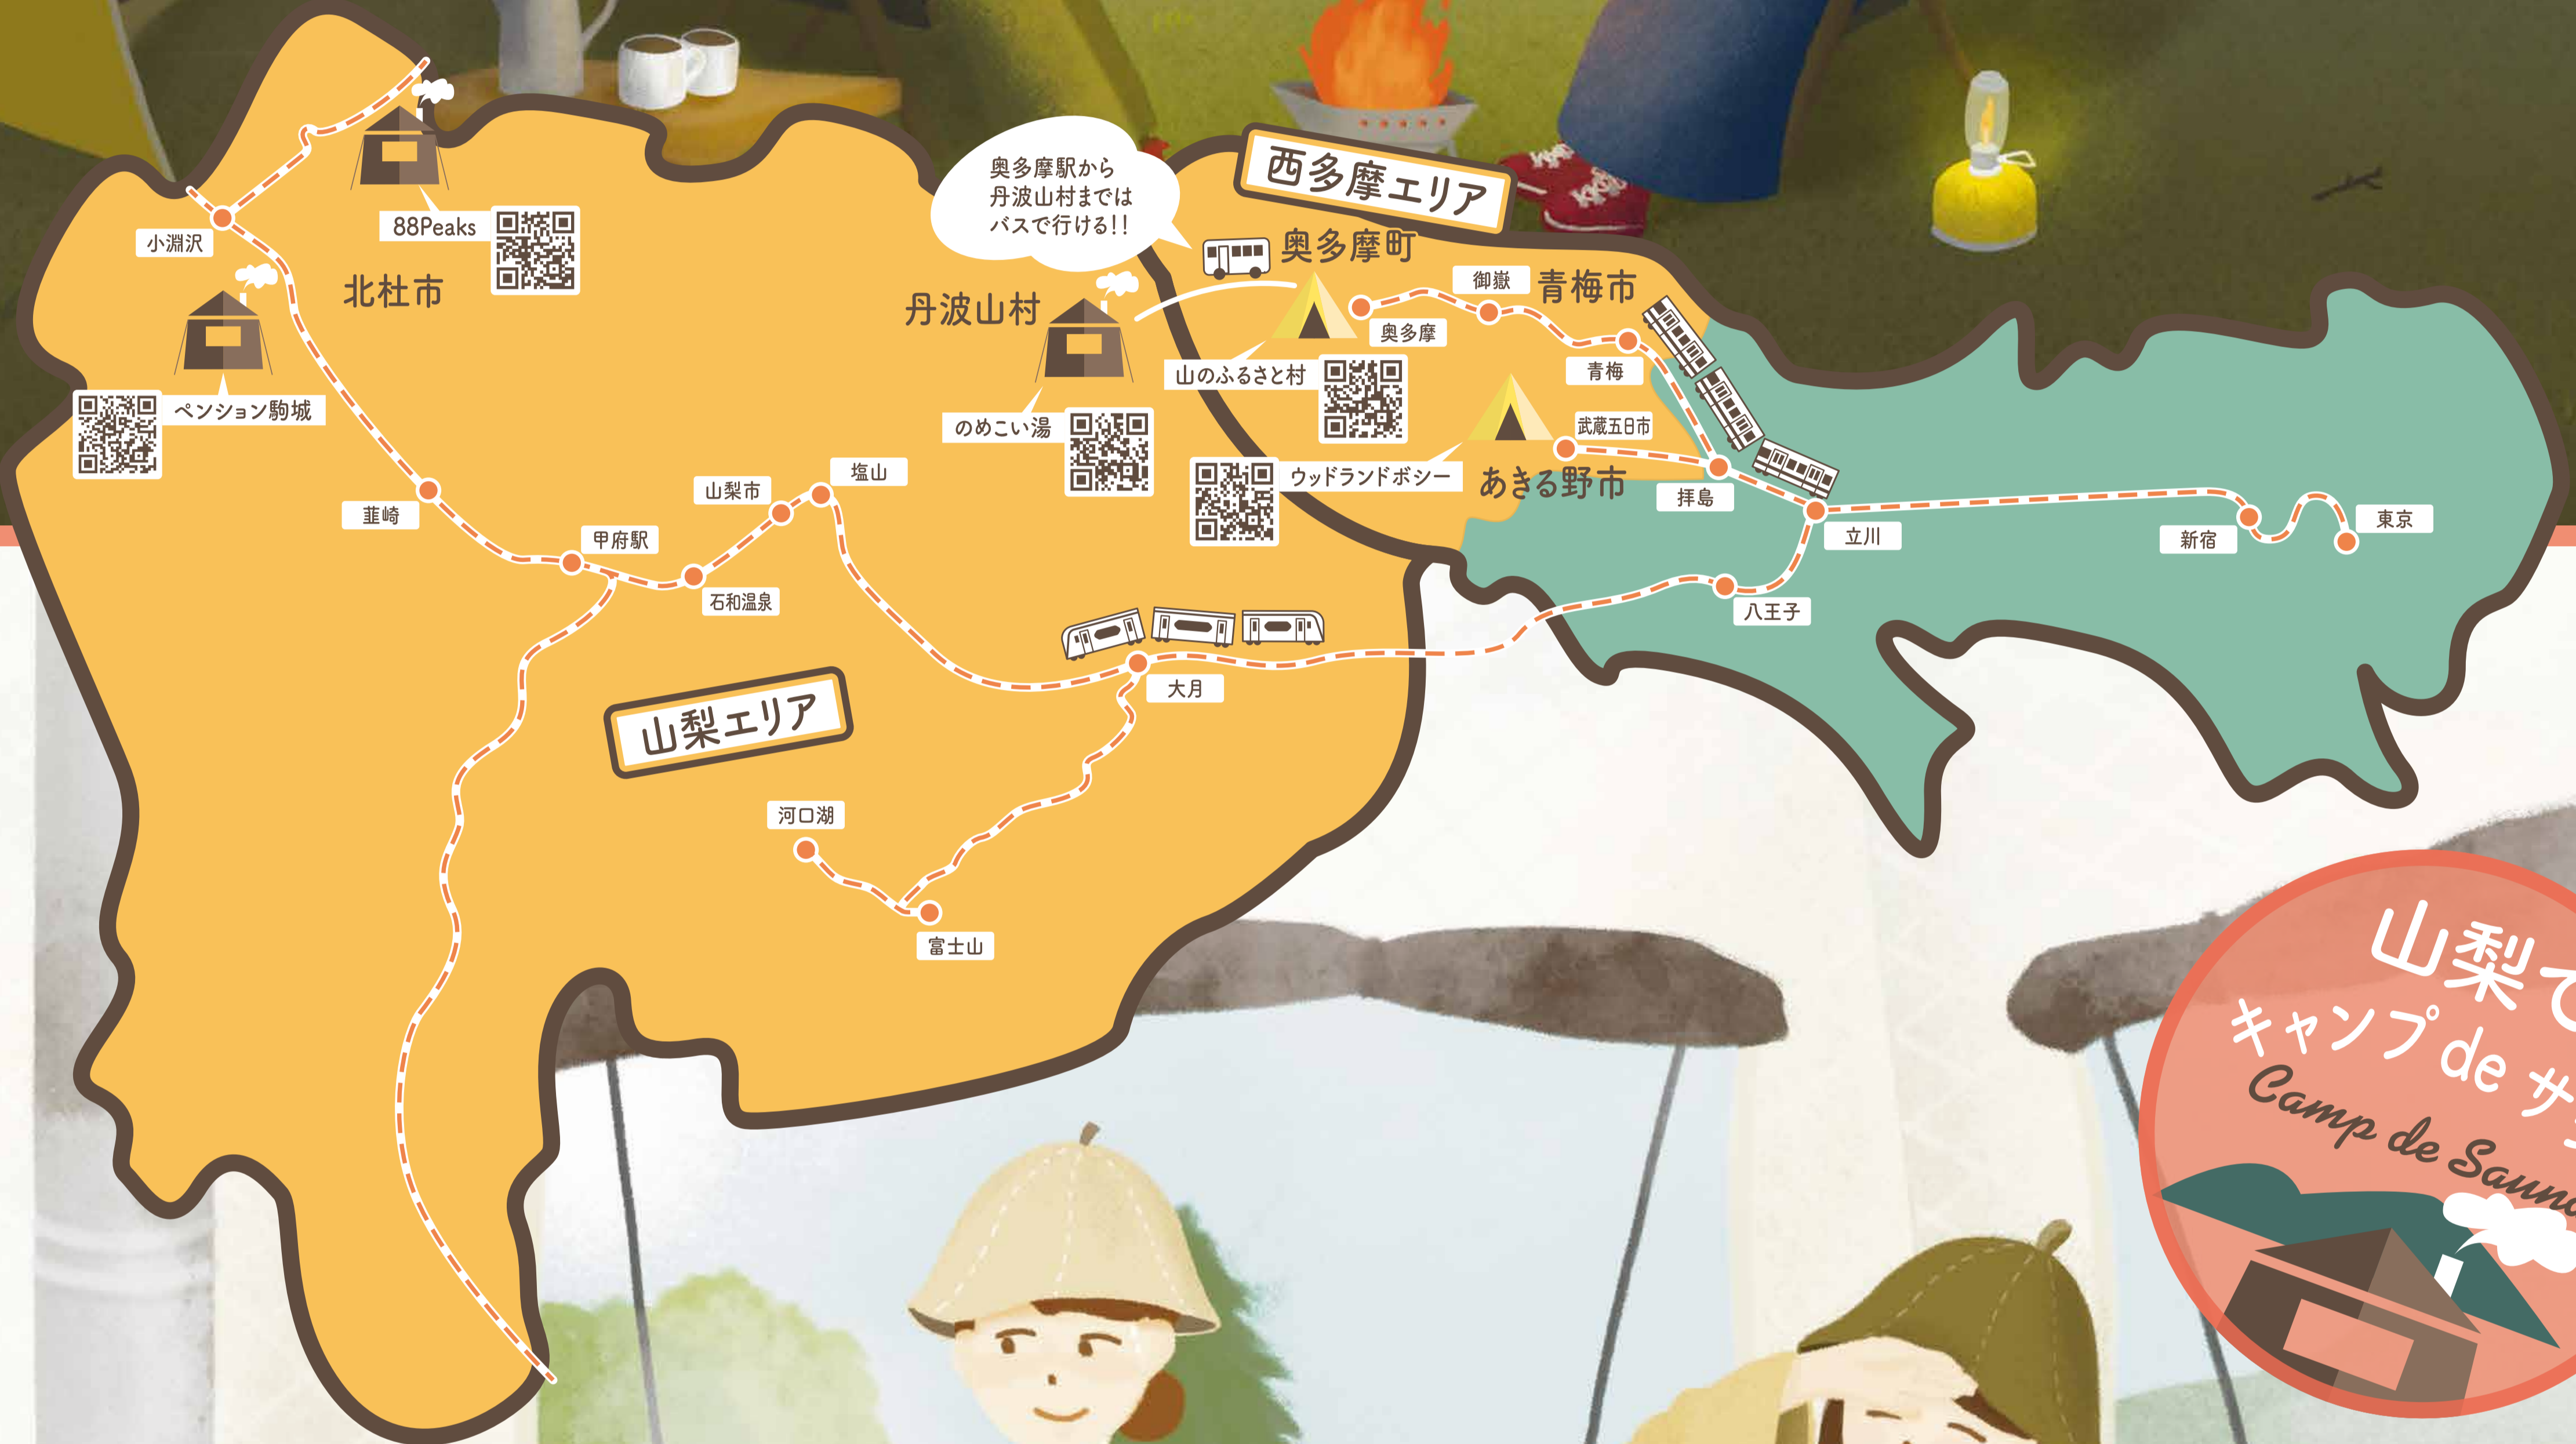 奥多摩駅から
丹波山村までは
バスで行ける!!
西多摩エリア
奥多摩町
御嶽
青梅市
奥多摩
青梅
88Peaks
小淵沢
北杜市
丹波山村
山のふるさと村
ペンション駒城
のめこい湯
武蔵五日市
ウッドランドボシー
あきる野市
拝島
立川
新宿
東京
八王子
塩山
山梨市
韮崎
甲府駅
石和温泉
大月
山梨エリア
河口湖
富士山
山梨で
キャンプ de サ
Camp de Sauna